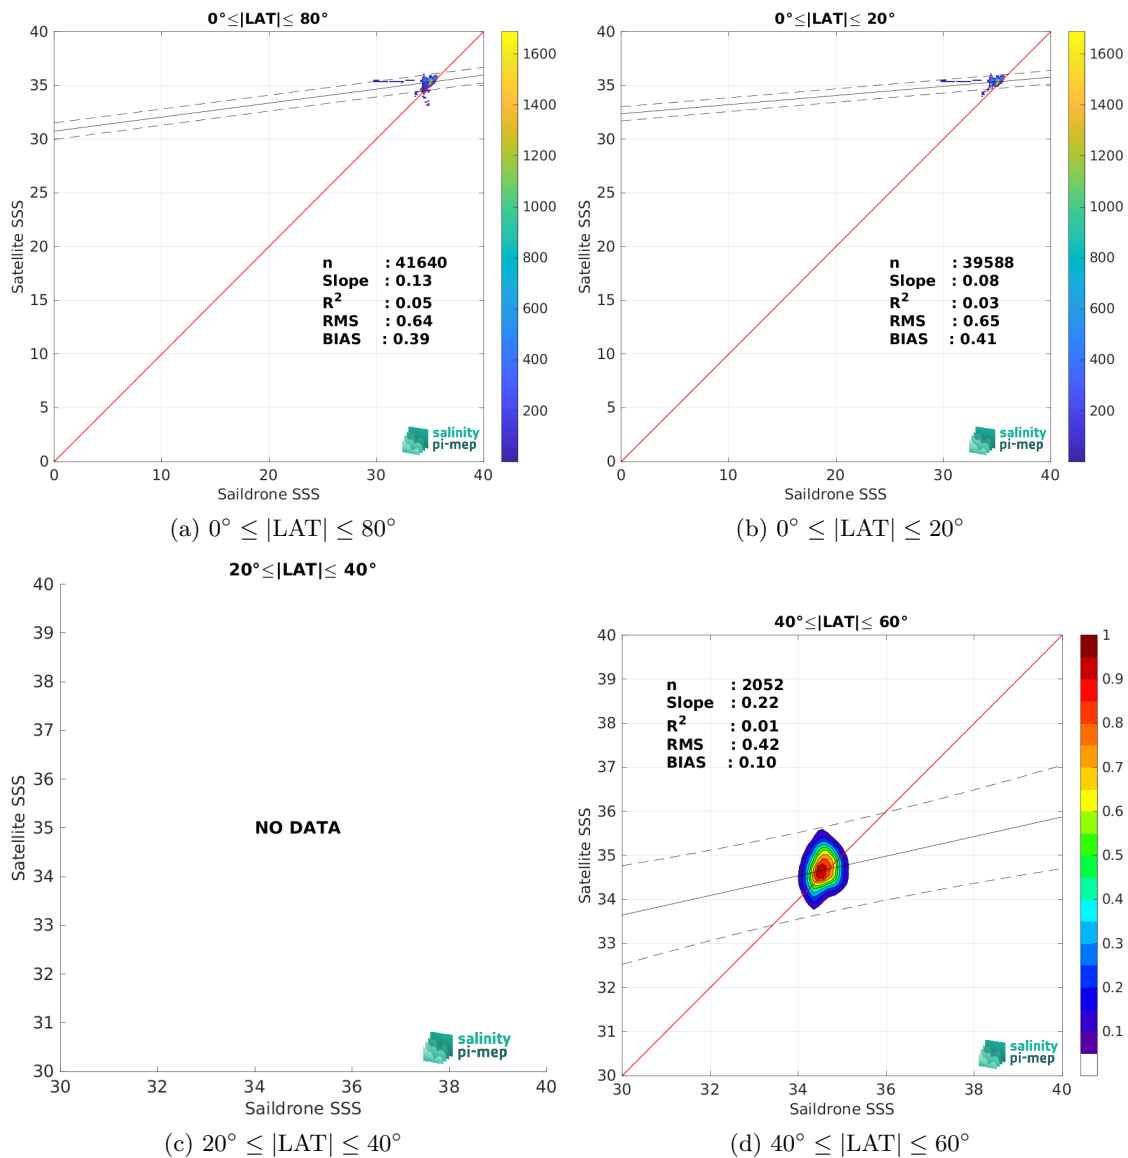 0°≤|LAT|≤ 80°
40
35
30
25
20
15
10
5
0
Satellite SSS
n : 41640
Slope : 0.13
R²: 0.05
RMS : 0.64
BIAS : 0.39
salinity
pi-mep
0 10 20 30 40
Saildrone SSS
1600
1400
1200
1000
800
600
400
200
(a) 0° ≤ |LAT| ≤ 80°
0°≤|LAT|≤ 20°
40
35
30
25
20
15
10
5
0
Satellite SSS
n : 39588
Slope : 0.08
R² : 0.03
RMS : 0.65
BIAS : 0.41
salinity
pi-mep
0 10 20 30 40
Saildrone SSS
1600
1400
1200
1000
800
600
400
200
(b) 0° ≤ |LAT| ≤ 20°
20°≤|LAT|≤ 40°
40
39
38
37
36
35
34
33
32
31
30
Satellite SSS
NO DATA
salinity
pi-mep
30 32 34 36 38 40
Saildrone SSS
(c) 20° ≤ |LAT| ≤ 40°
40°≤|LAT|≤ 60°
40
39
38
37
36
35
34
33
32
31
30
Satellite SSS
n : 2052
Slope : 0.22
R² : 0.01
RMS : 0.42
BIAS : 0.10
salinity
pi-mep
30 32 34 36 38 40
Saildrone SSS
1
0.9
0.8
0.7
0.6
0.5
0.4
0.3
0.2
0.1
(d) 40° ≤ |LAT| ≤ 60°